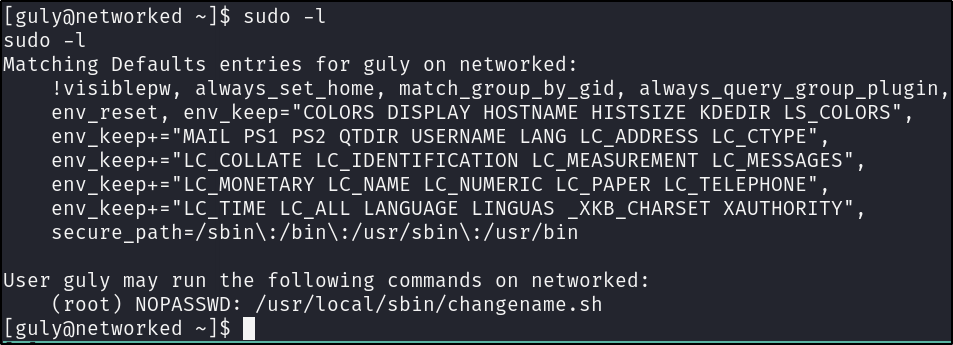 [guly@networked ~]$ sudo -l
sudo -l
Matching Defaults entries for guly on networked:
    !visiblepw, always_set_home, match_group_by_gid, always_query_group_plugin,
    env_reset, env_keep="COLORS DISPLAY HOSTNAME HISTSIZE KDEDIR LS_COLORS",
    env_keep+="MAIL PS1 PS2 QTDIR USERNAME LANG LC_ADDRESS LC_CTYPE",
    env_keep+="LC_COLLATE LC_IDENTIFICATION LC_MEASUREMENT LC_MESSAGES",
    env_keep+="LC_MONETARY LC_NAME LC_NUMERIC LC_PAPER LC_TELEPHONE",
    env_keep+="LC_TIME LC_ALL LANGUAGE LINGUAS _XKB_CHARSET XAUTHORITY",
    secure_path=/sbin\:/bin\:/usr/sbin\:/usr/bin

User guly may run the following commands on networked:
    (root) NOPASSWD: /usr/local/sbin/changename.sh
[guly@networked ~]$